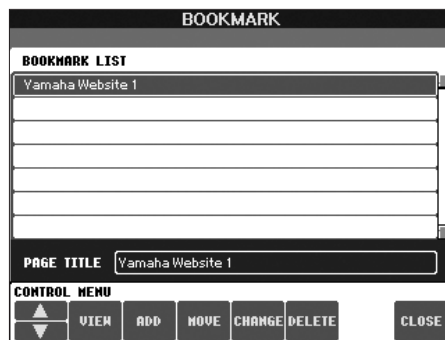 BOOKMARK
BOOKMARK LIST
Yamaha Website 1
PAGE TITLE Yamaha Website 1
CONTROL MENU
VIEW ADD MOVE CHANGE DELETE CLOSE